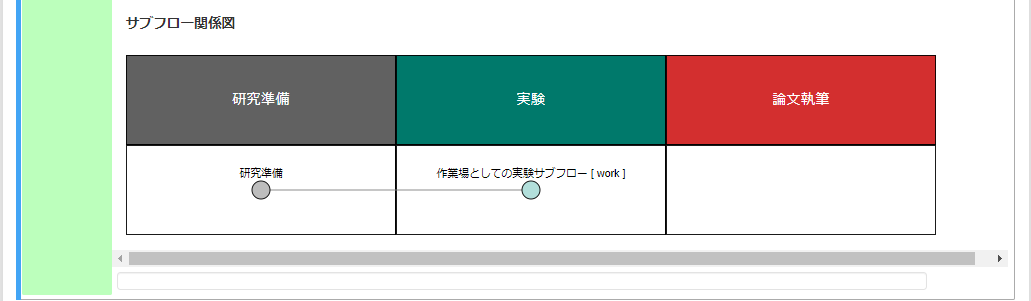 サブフロー関係図
研究準備
実験
論文執筆
研究準備
作業場としての実験サブフロー [ work ]